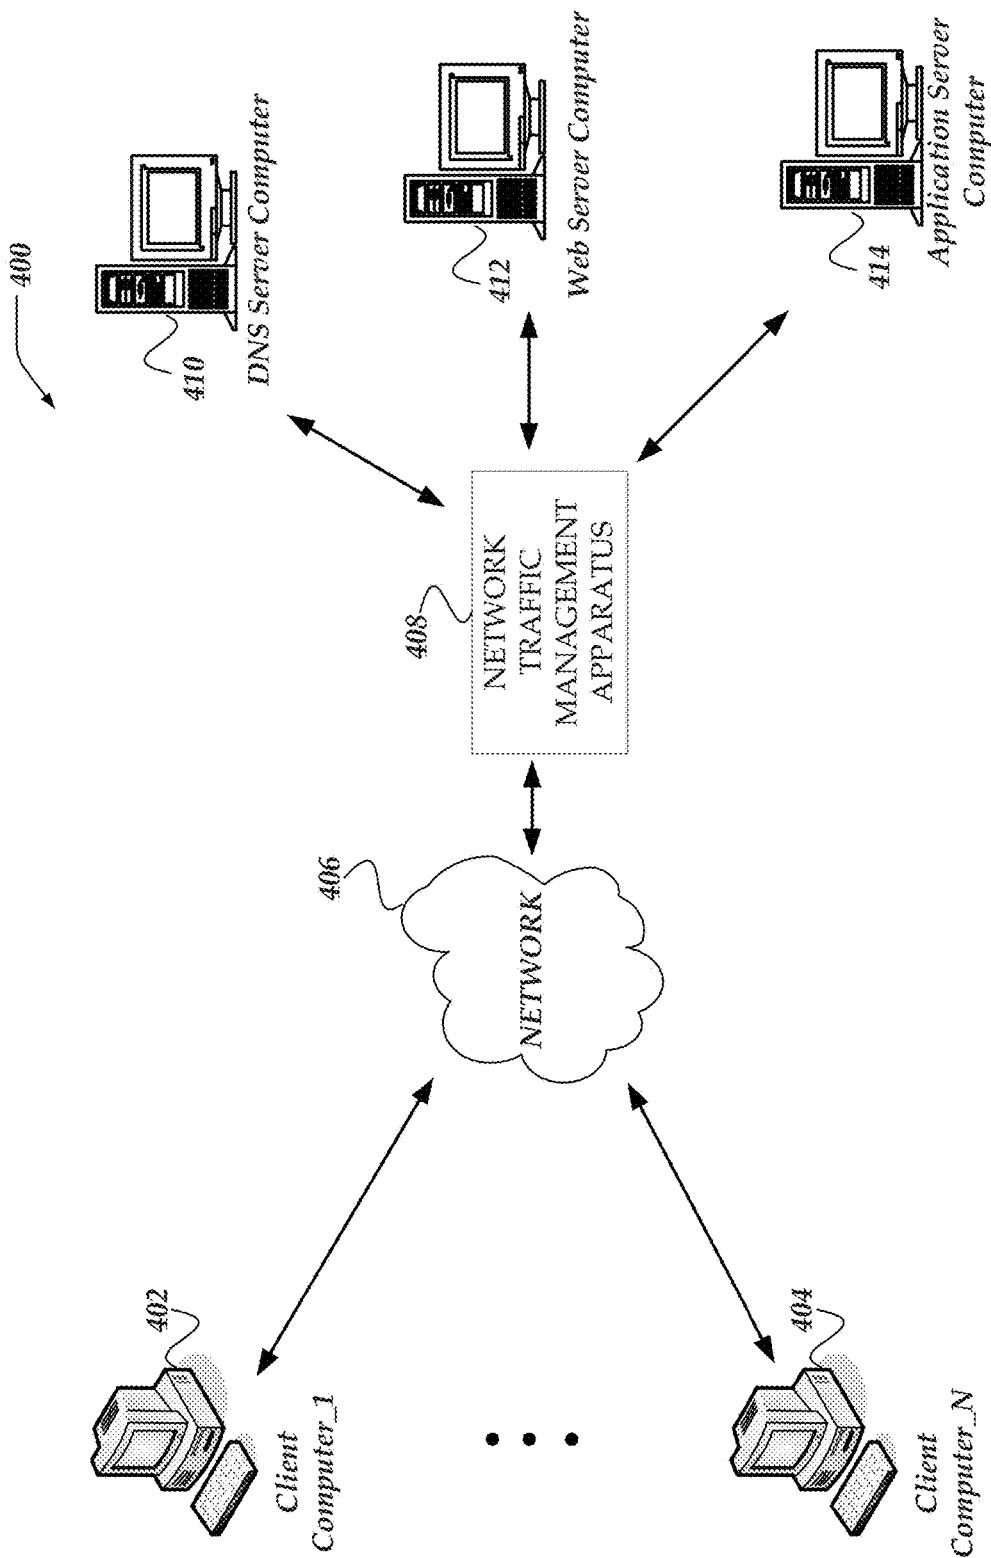 400
402
Client
Computer_1
404
Client
Computer_N
406
NETWORK
408
NETWORK
TRAFFIC
MANAGEMENT
APPARATUS
410
DNS Server Computer
412
Web Server Computer
414
Application Server
Computer